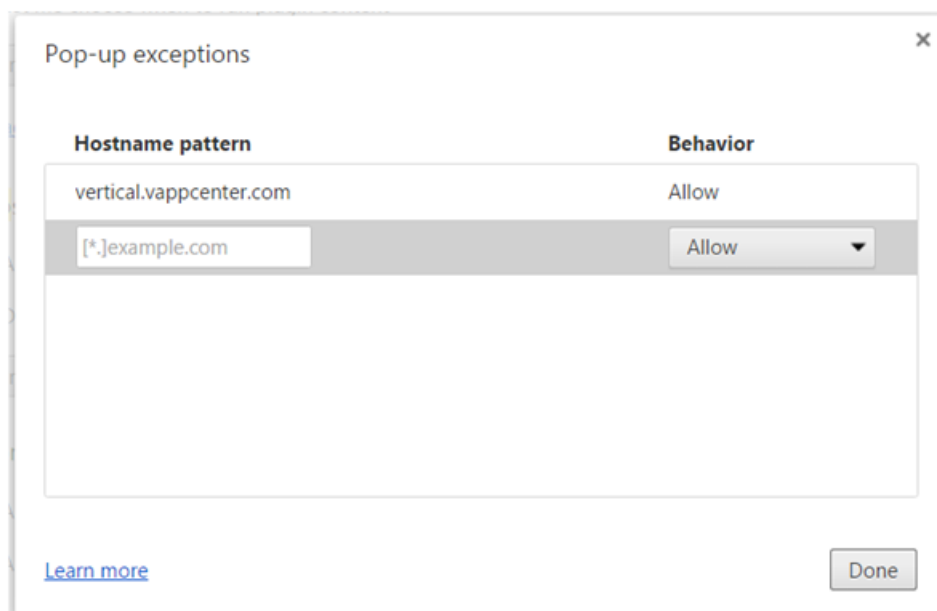 Pop-up exceptions
Hostname pattern Behavior
vertical.vappcenter.com Allow
[*.]example.com Allow
Learn more Done